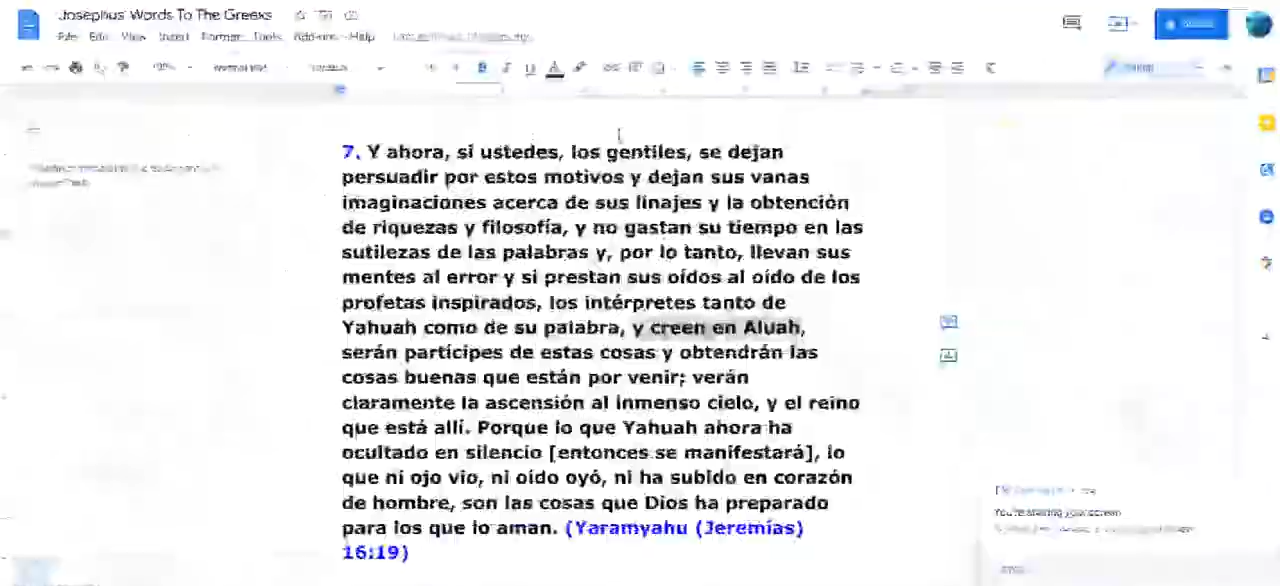 Josephus' Words To The Greeks
File Edit View Insert Format Tools Add-ons Help
7. Y ahora, si ustedes, los gentiles, se dejan
persuadir por estos motivos y dejan sus vanas
imaginaciones acerca de sus linajes y la obtención
de riquezas y filosofía, y no gastan su tiempo en las
sutilezas de las palabras y, por lo tanto, llevan sus
mentes al error y si prestan sus oídos al oído de los
profetas inspirados, los intérpretes tanto de
Yahuah como de su palabra, y creen en Aluah,
serán partícipes de estas cosas y obtendrán las
cosas buenas que están por venir; verán
claramente la ascensión al inmenso cielo, y el reino
que está allí. Porque lo que Yahuah ahora ha
ocultado en silencio [entonces se manifestará], lo
que ni ojo vio, ni oído oyó, ni ha subido en corazón
de hombre, son las cosas que Dios ha preparado
para los que lo aman. (Yaramyahu (Jeremías)
16:19)
You're sharing your screen